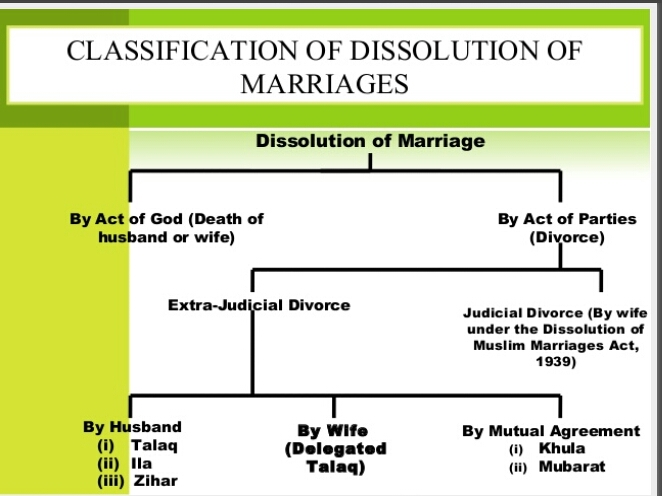 CLASSIFICATION OF DISSOLUTION OF
MARRIAGES
Dissolution of Marriage
By Act of God (Death of
husband or wife)
By Act of Parties
(Divorce)
Extra-Judicial Divorce
Judicial Divorce (By wife
under the Dissolution of
Muslim Marriages Act,
1939)
By Husband
(i) Talaq
(ii) Ila
(iii) Zihar
By Wife
(Delegated
Talaq)
By Mutual Agreement
(i) Khula
(ii) Mubarat